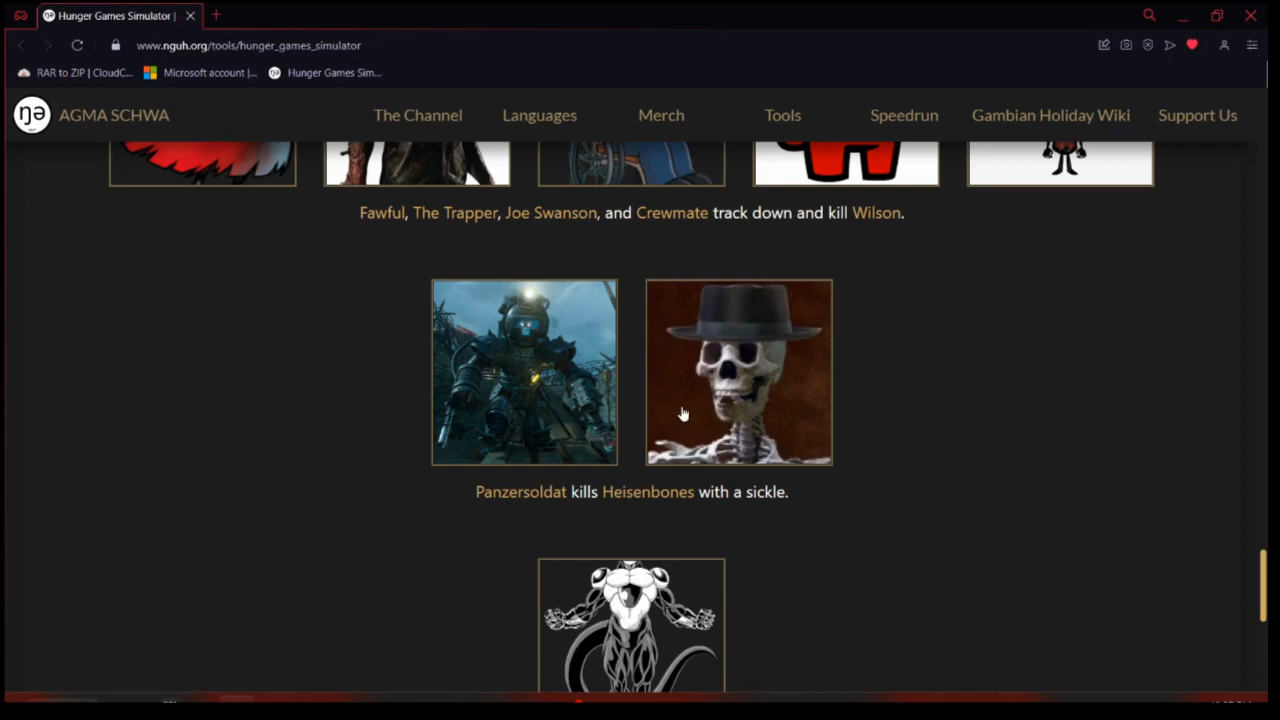 Hunger Games Simulator |
www.nguh.org/tools/hunger_games_simulator
RAR to ZIP | CloudC... Microsoft account |... Hunger Games Sim...
ŋə AGMA SCHWA The Channel Languages Merch Tools Speedrun Gambian Holiday Wiki Support Us
Fawful, The Trapper, Joe Swanson, and Crewmate track down and kill Wilson.
Panzersoldat kills Heisenbones with a sickle.